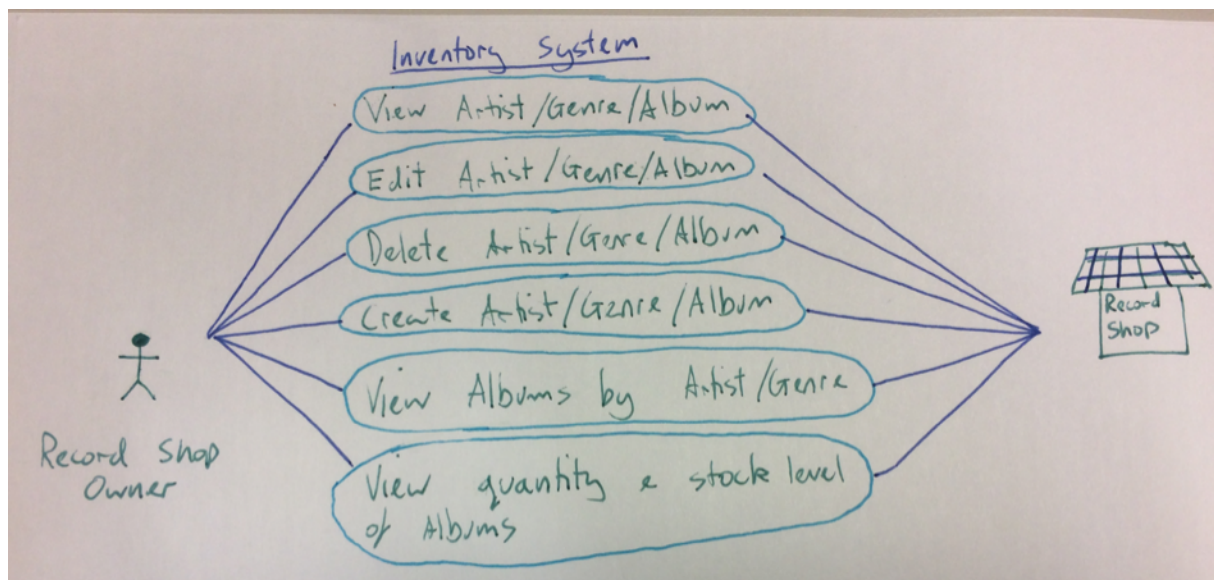 Inventory System
View Artist/Genre/Album
Edit Artist/Genre/Album
Delete Artist/Genre/Album
Create Artist/Genre/Album
View Albums by Artist/Genre
View quantity & stock level
of Albums
Record Shop
Owner
Record
Shop